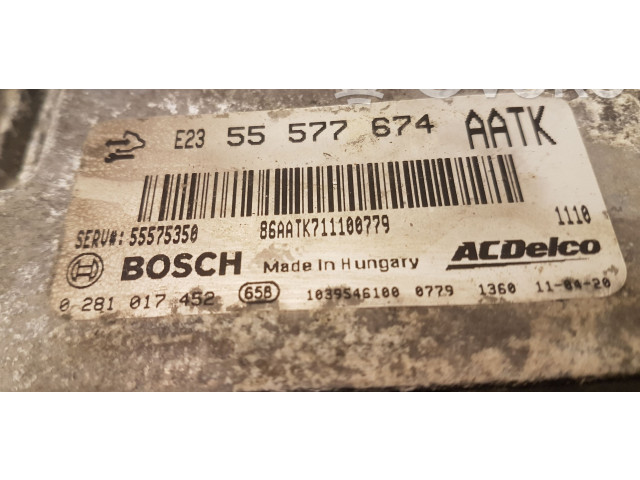 E23 55 577 674 AATK
SERV#: 55575350 86AATK711100779 1110
BOSCH Made in Hungary ACDelco
0 281 017 452 65B 1039S46100 0779 1360 11-04-20